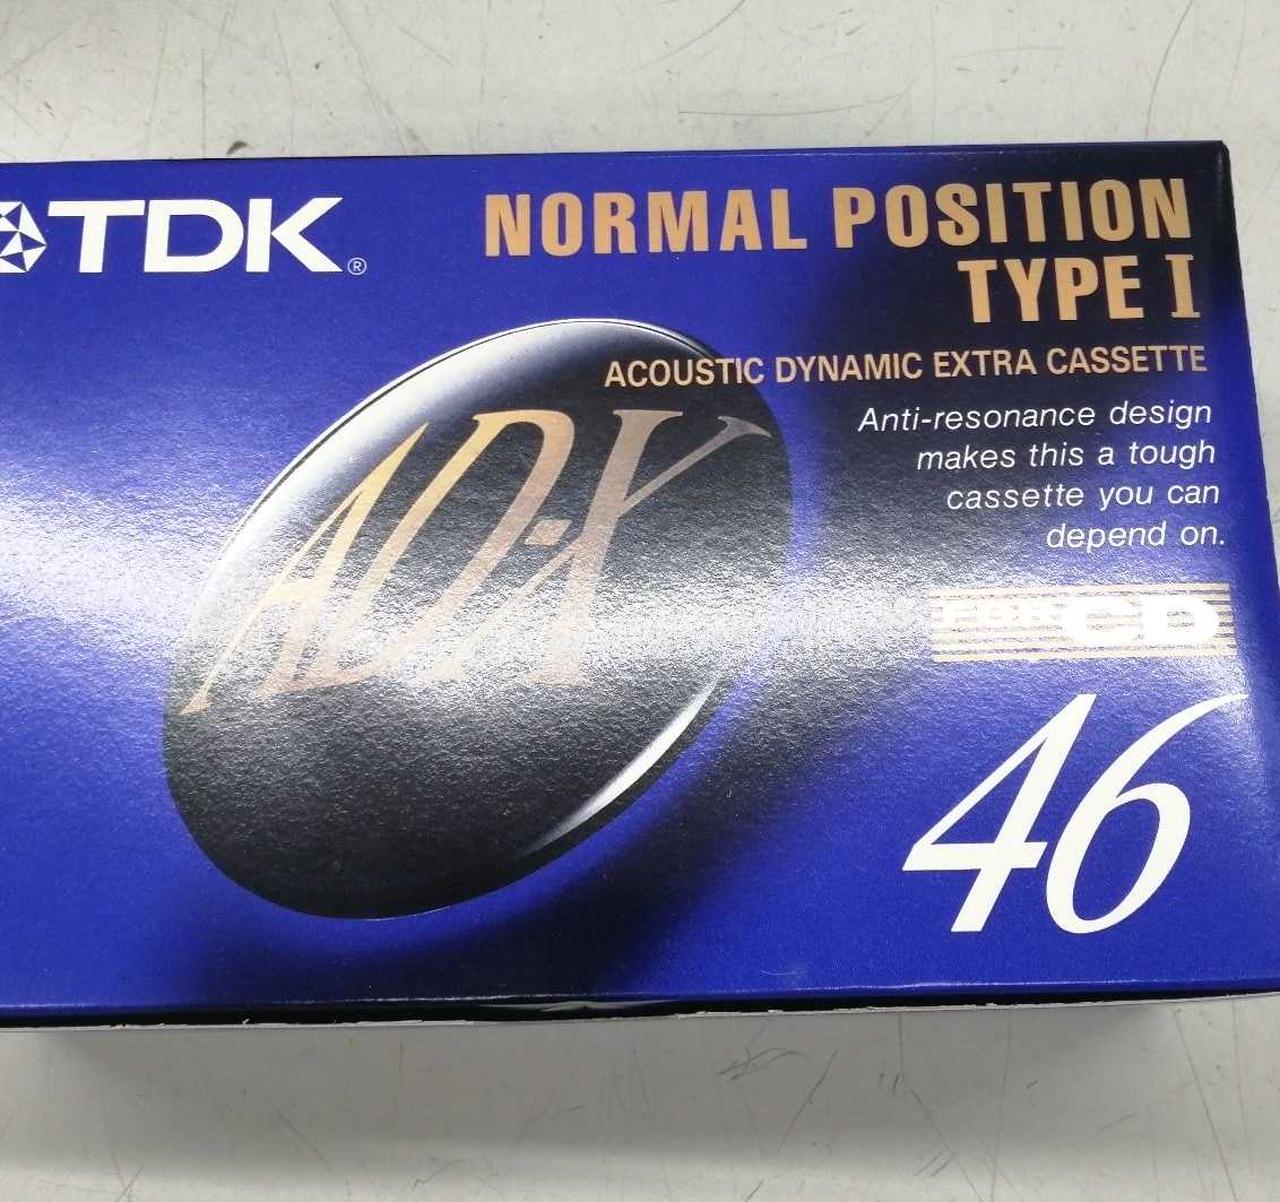 TDK®
NORMAL POSITION
TYPE I
ACOUSTIC DYNAMIC EXTRA CASSETTE
AD-X
Anti-resonance design
makes this a tough
cassette you can
depend on.
FOR CD
46